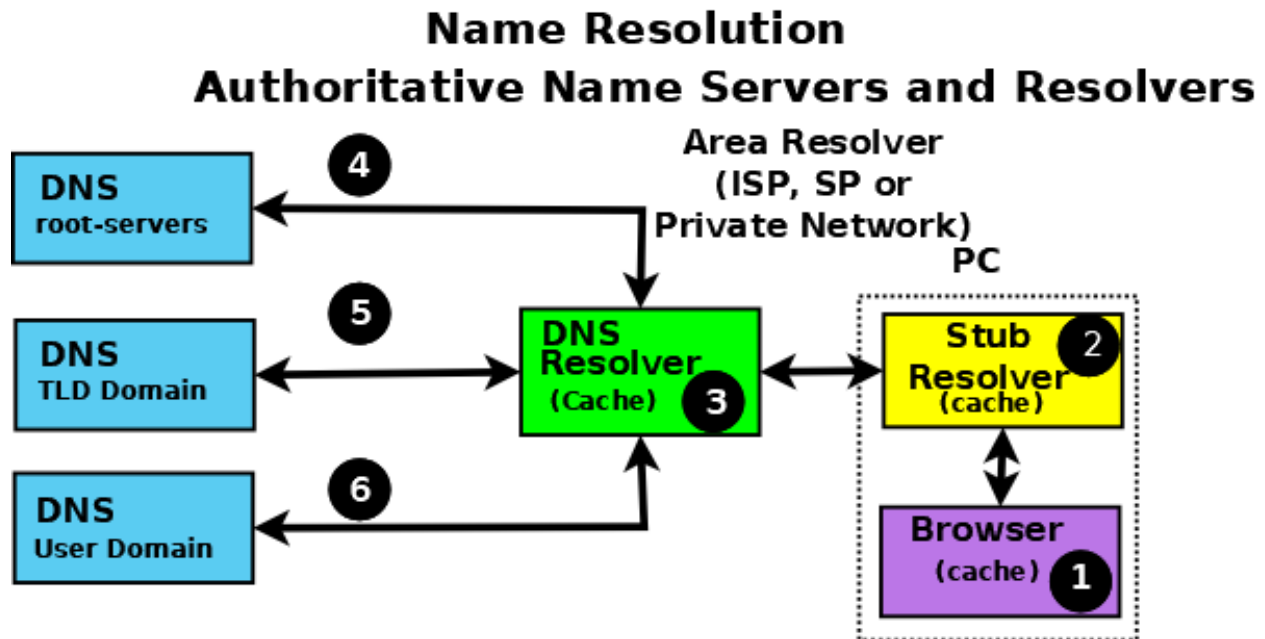 Name Resolution
Authoritative Name Servers and Resolvers
4
Area Resolver
(ISP, SP or
Private Network)
DNS
root-servers
PC
5
DNS
TLD Domain
DNS
Resolver
(Cache)
3
Stub
2
Resolver
(cache)
6
DNS
User Domain
Browser
(cache)
1